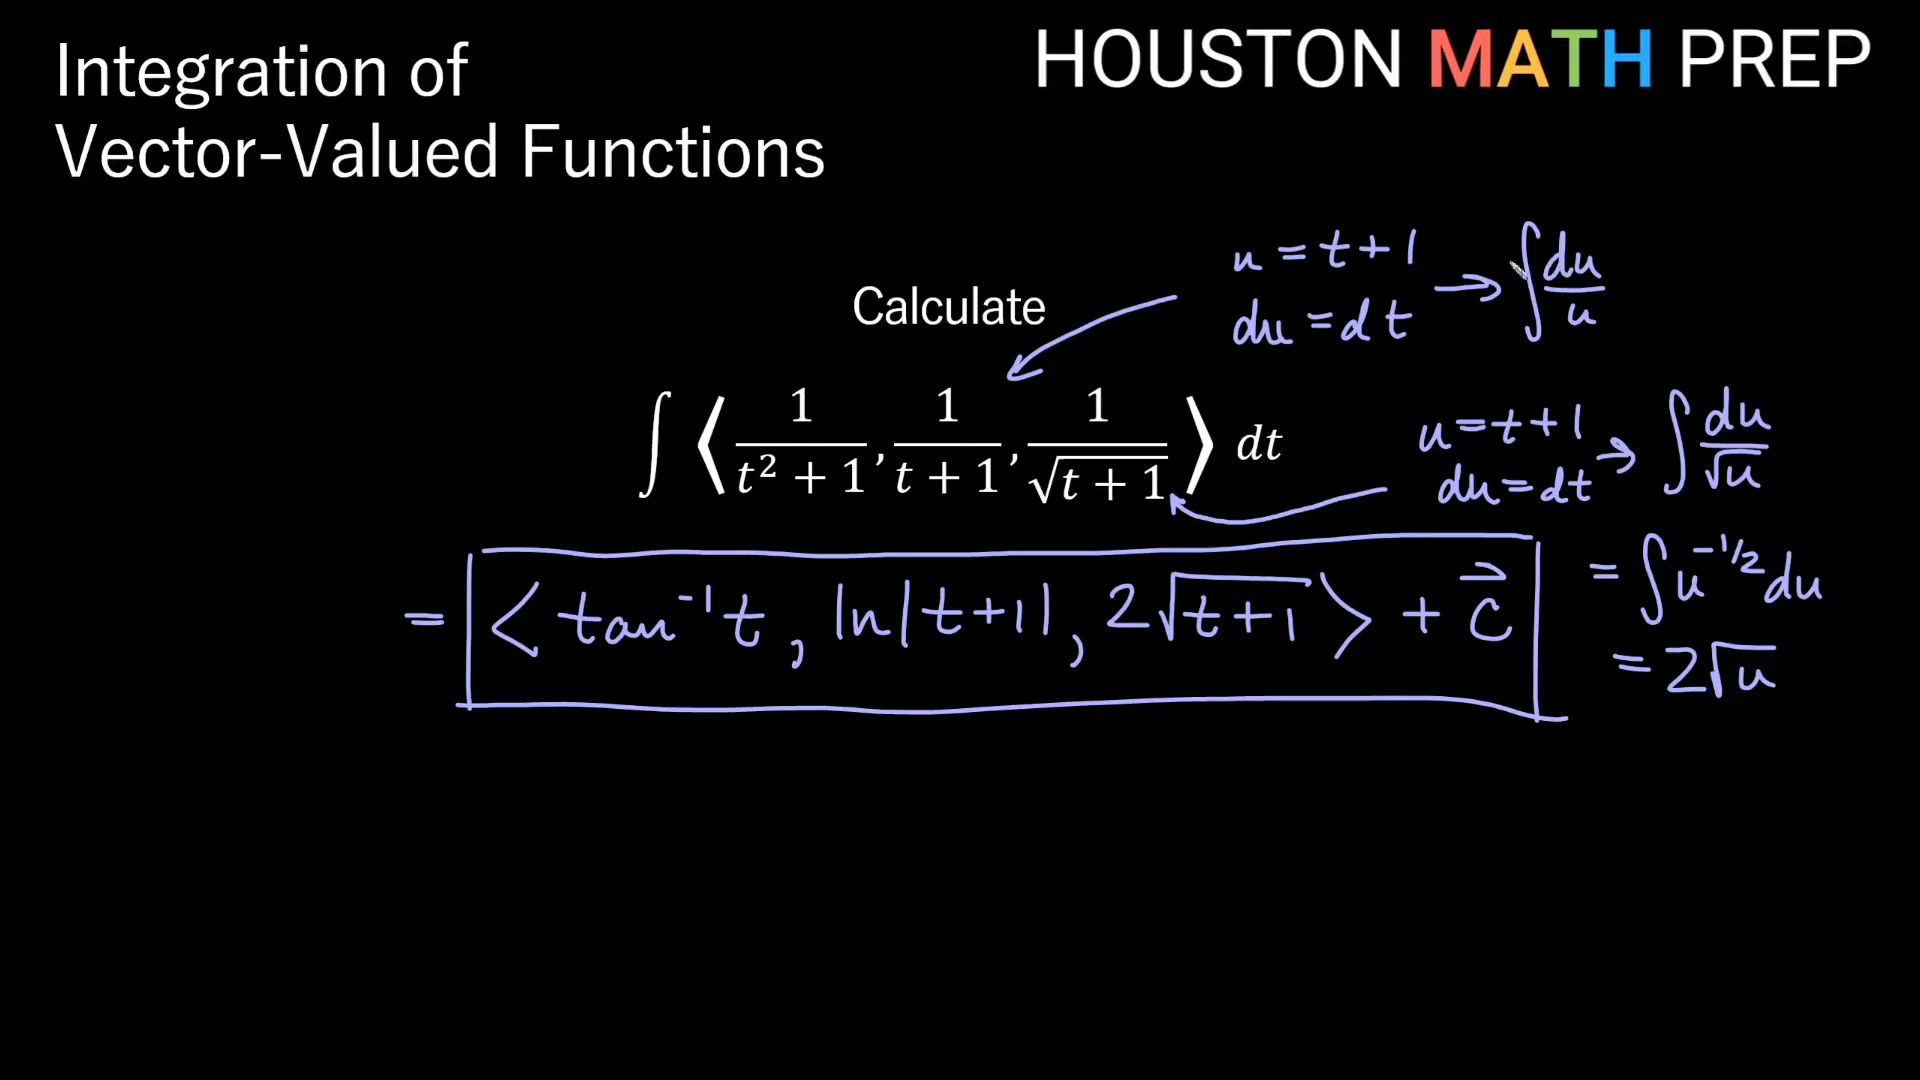 Integration of
Vector-Valued Functions
HOUSTON MATH PREP
Calculate
∫ ⟨ 1/(t² + 1), 1/(t + 1), 1/√(t + 1) ⟩ dt
u = t + 1
du = dt
→ ∫ du/u
u = t + 1
du = dt
→ ∫ du/√u
= ∫ u^(-1/2) du
= 2√u
= ⟨ tan⁻¹t, ln|t+1|, 2√(t+1) ⟩ + c⃗